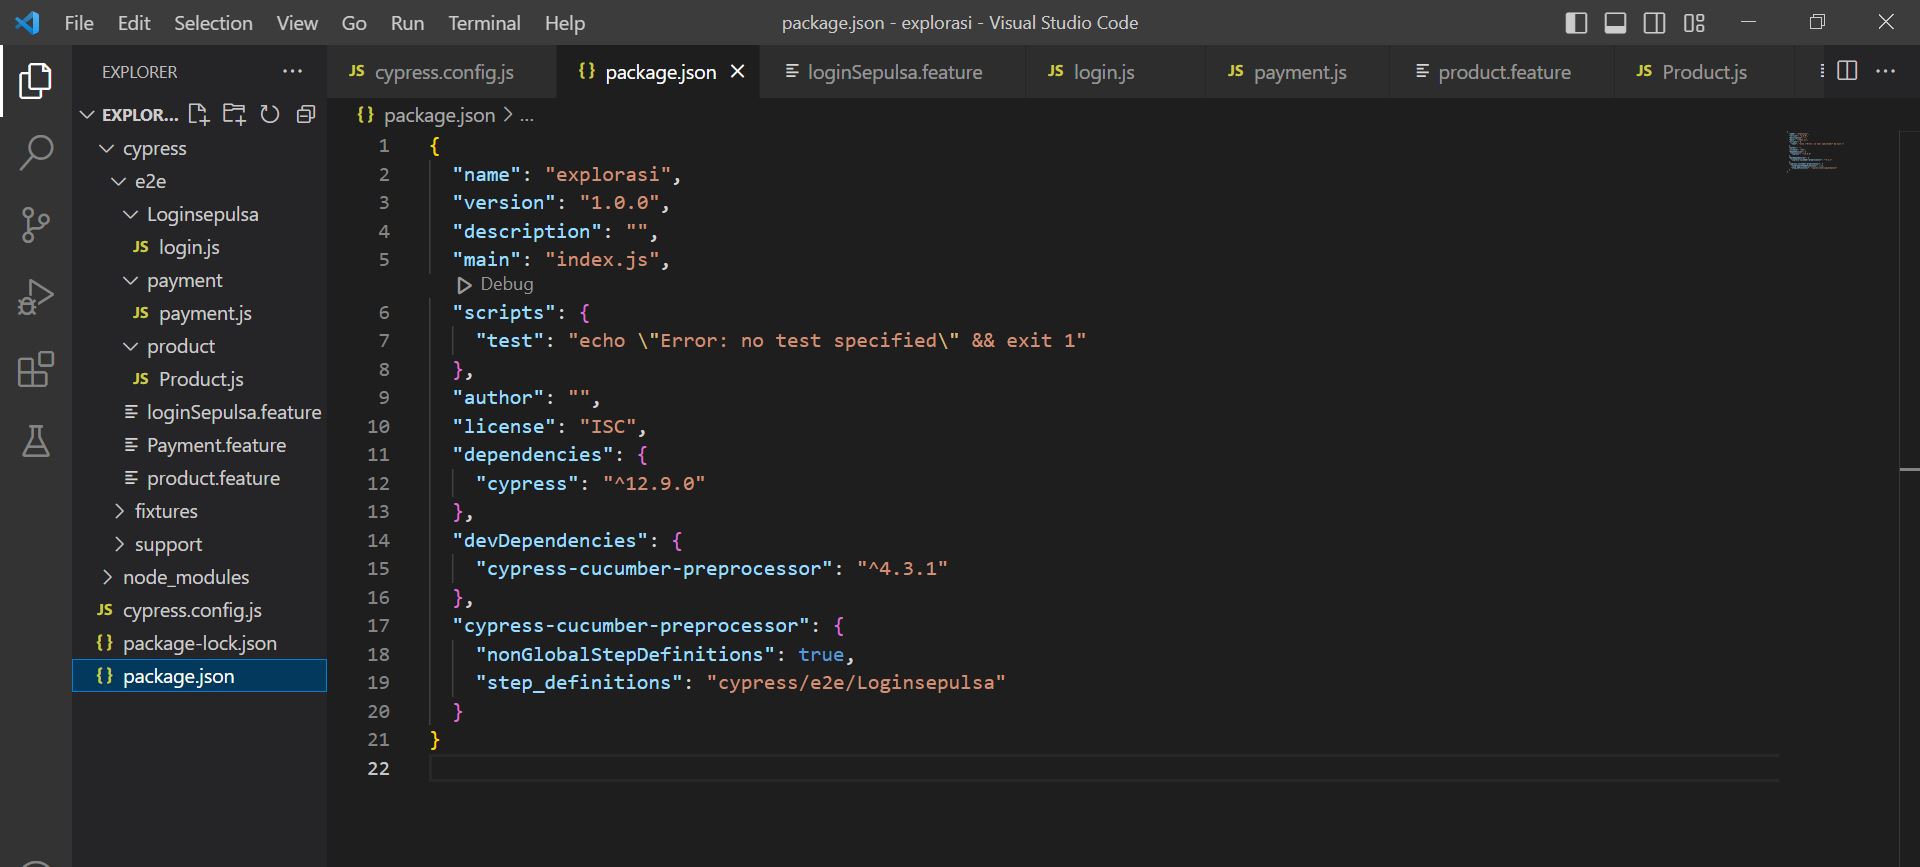 File Edit Selection View Go Run Terminal Help package.json - explorasi - Visual Studio Code
EXPLORER
EXPLOR...
cypress
e2e
Loginsepulsa
JS login.js
payment
JS payment.js
product
JS Product.js
loginSepulsa.feature
Payment.feature
product.feature
fixtures
support
node_modules
JS cypress.config.js
{} package-lock.json
{} package.json
JS cypress.config.js {} package.json loginSepulsa.feature JS login.js JS payment.js product.feature JS Product.js
{} package.json > ...
1 {
2 "name": "explorasi",
3 "version": "1.0.0",
4 "description": "",
5 "main": "index.js",
Debug
6 "scripts": {
7 "test": "echo \"Error: no test specified\" && exit 1"
8 },
9 "author": "",
10 "license": "ISC",
11 "dependencies": {
12 "cypress": "^12.9.0"
13 },
14 "devDependencies": {
15 "cypress-cucumber-preprocessor": "^4.3.1"
16 },
17 "cypress-cucumber-preprocessor": {
18 "nonGlobalStepDefinitions": true,
19 "step_definitions": "cypress/e2e/Loginsepulsa"
20 }
21 }
22